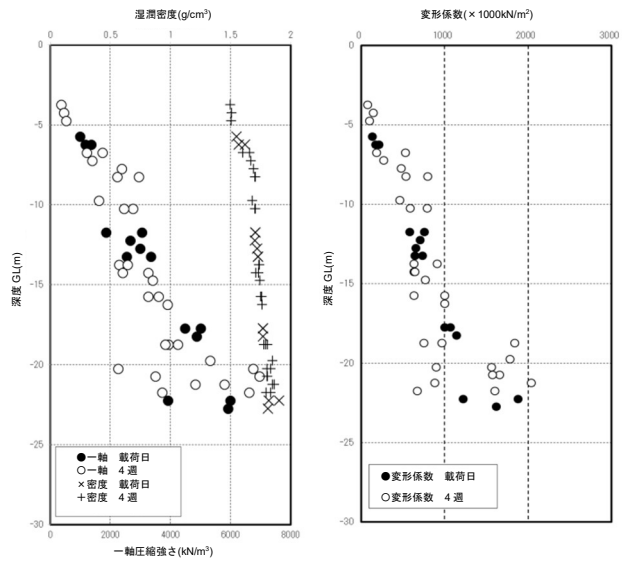 湿潤密度(g/cm³)
0 0.5 1 1.5 2
0
-5
-10
-15
-20
-25
-30
深度 GL(m)
●一軸 載荷日
○一軸 4週
×密度 載荷日
+密度 4週
0 2000 4000 6000 8000
一軸圧縮強さ(kN/m²)
変形係数(×1000kN/m²)
0 1000 2000 3000
0
-5
-10
-15
-20
-25
-30
深度 GL(m)
●変形係数 載荷日
○変形係数 4週